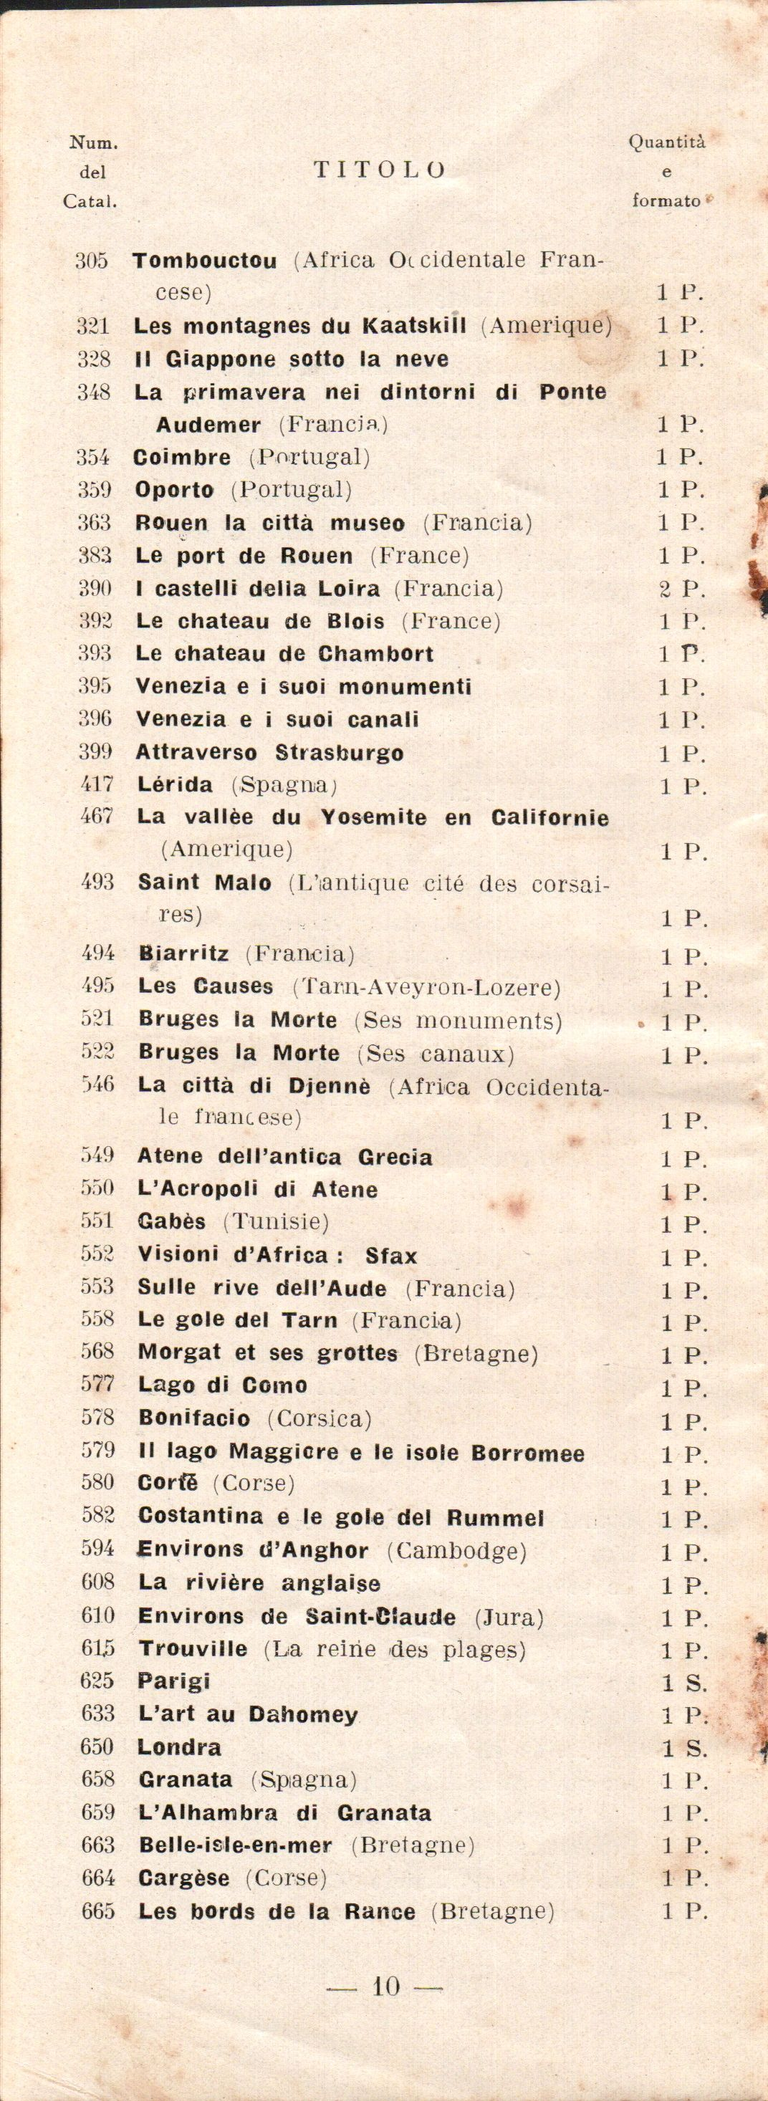 Num. del Catal. TITOLO Quantità e formato
305 Tombouctou (Africa Occidentale Fran-
cese) 1 P.
321 Les montagnes du Kaatskill (Amerique) 1 P.
328 Il Giappone sotto la neve 1 P.
348 La primavera nei dintorni di Ponte
Audemer (Francia) 1 P.
354 Coimbre (Portugal) 1 P.
359 Oporto (Portugal) 1 P.
363 Rouen la città museo (Francia) 1 P.
383 Le port de Rouen (France) 1 P.
390 I castelli della Loira (Francia) 2 P.
392 Le chateau de Blois (France) 1 P.
393 Le chateau de Chambort 1 P.
395 Venezia e i suoi monumenti 1 P.
396 Venezia e i suoi canali 1 P.
399 Attraverso Strasburgo 1 P.
417 Lérida (Spagna) 1 P.
467 La vallèe du Yosemite en Californie
(Amerique) 1 P.
493 Saint Malo (L'antique cité des corsai-
res) 1 P.
494 Biarritz (Francia) 1 P.
495 Les Causes (Tarn-Aveyron-Lozere) 1 P.
521 Bruges la Morte (Ses monuments) 1 P.
522 Bruges la Morte (Ses canaux) 1 P.
546 La città di Djennè (Africa Occidenta-
le francese) 1 P.
549 Atene dell'antica Grecia 1 P.
550 L'Acropoli di Atene 1 P.
551 Gabès (Tunisie) 1 P.
552 Visioni d'Africa : Sfax 1 P.
553 Sulle rive dell'Aude (Francia) 1 P.
558 Le gole del Tarn (Francia) 1 P.
568 Morgat et ses grottes (Bretagne) 1 P.
577 Lago di Como 1 P.
578 Bonifacio (Corsica) 1 P.
579 Il lago Maggiore e le isole Borromee 1 P.
580 Corte (Corse) 1 P.
582 Costantina e le gole del Rummel 1 P.
594 Environs d'Anghor (Cambodge) 1 P.
608 La rivière anglaise 1 P.
610 Environs de Saint-Claude (Jura) 1 P.
615 Trouville (La reine des plages) 1 P.
625 Parigi 1 S.
633 L'art au Dahomey 1 P.
650 Londra 1 S.
658 Granata (Spagna) 1 P.
659 L'Alhambra di Granata 1 P.
663 Belle-isle-en-mer (Bretagne) 1 P.
664 Cargèse (Corse) 1 P.
665 Les bords de la Rance (Bretagne) 1 P.
— 10 —